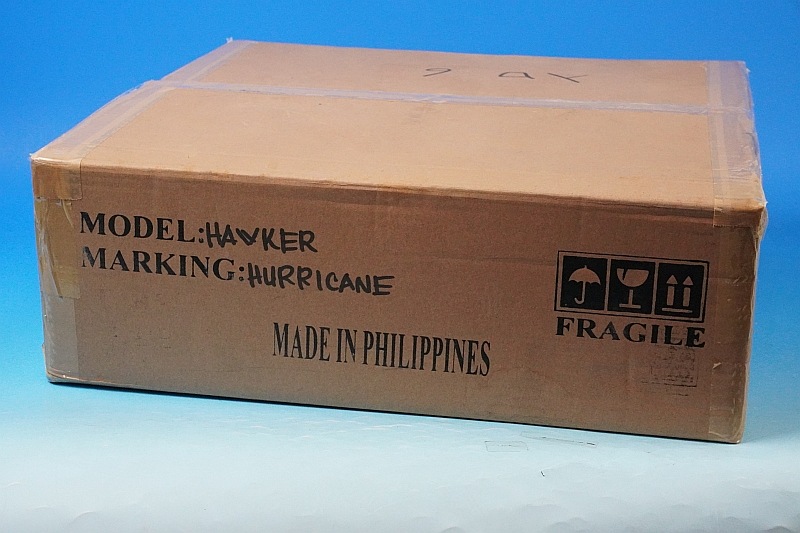 MODEL:HAWKER
MARKING:HURRICANE
FRAGILE
MADE IN PHILIPPINES